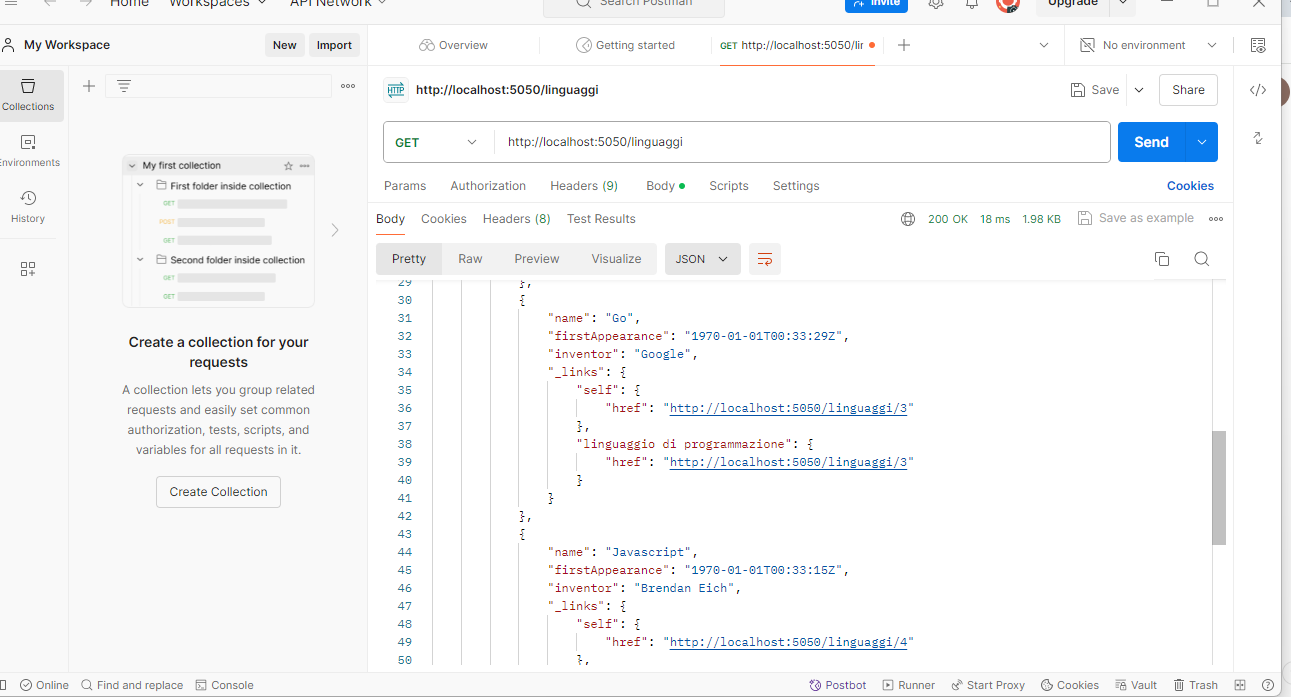 Home Workspaces API Network Search Postman Invite Upgrade
My Workspace New Import
Overview Getting started GET http://localhost:5050/lir No environment
Collections
Environments
History
My first collection
First folder inside collection
GET
POST
GET
Second folder inside collection
GET
GET
Create a collection for your
requests
A collection lets you group related
requests and easily set common
authorization, tests, scripts, and
variables for all requests in it.
Create Collection
HTTP http://localhost:5050/linguaggi Save Share </>
GET http://localhost:5050/linguaggi Send
Params Authorization Headers (9) Body Scripts Settings Cookies
Body Cookies Headers (8) Test Results 200 OK 18 ms 1.98 KB Save as example
Pretty Raw Preview Visualize JSON
29 },
30 {
31 "name": "Go",
32 "firstAppearance": "1970-01-01T00:33:29Z",
33 "inventor": "Google",
34 "_links": {
35 "self": {
36 "href": "http://localhost:5050/linguaggi/3"
37 },
38 "linguaggio di programmazione": {
39 "href": "http://localhost:5050/linguaggi/3"
40 }
41 }
42 },
43 {
44 "name": "Javascript",
45 "firstAppearance": "1970-01-01T00:33:15Z",
46 "inventor": "Brendan Eich",
47 "_links": {
48 "self": {
49 "href": "http://localhost:5050/linguaggi/4"
50 },
Online Find and replace Console Postbot Runner Start Proxy Cookies Vault Trash